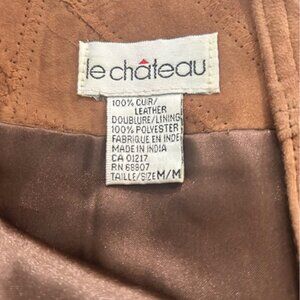 le château
100% CUIR/
LEATHER
DOUBLURE/LINING
100% POLYESTER
FABRIQUE EN INDE
MADE IN INDIA
CA 01217
RN 68907
TAILLE/SIZE M/M